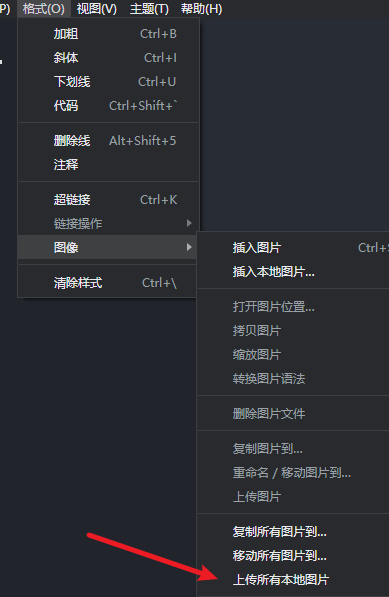 P) 格式(O) 视图(V) 主题(T) 帮助(H)
加粗 Ctrl+B
斜体 Ctrl+I
下划线 Ctrl+U
代码 Ctrl+Shift+`
删除线 Alt+Shift+5
注释
超链接 Ctrl+K
链接操作
图像
清除样式 Ctrl+\
插入图片 Ctrl+
插入本地图片...
打开图片位置...
拷贝图片
缩放图片
转换图片语法
删除图片文件
复制图片到...
重命名 / 移动图片到...
上传图片
复制所有图片到...
移动所有图片到...
上传所有本地图片